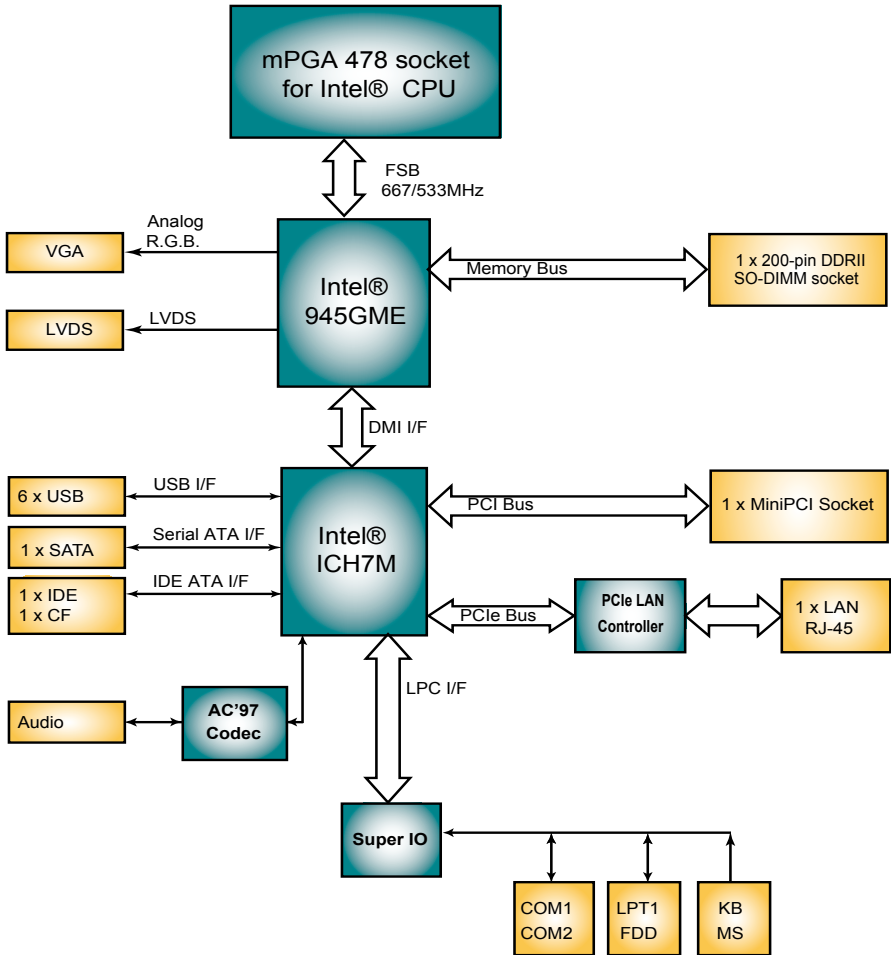 mPGA 478 socket
for Intel® CPU
FSB
667/533MHz
Analog
R.G.B.
VGA
Intel®
945GME
Memory Bus
1 x 200-pin DDRII
SO-DIMM socket
LVDS
LVDS
DMI I/F
6 x USB
USB I/F
Intel®
ICH7M
PCI Bus
1 x MiniPCI Socket
1 x SATA
Serial ATA I/F
1 x IDE
1 x CF
IDE ATA I/F
PCIe Bus
PCIe LAN
Controller
1 x LAN
RJ-45
LPC I/F
Audio
AC’97
Codec
Super IO
COM1
COM2
LPT1
FDD
KB
MS